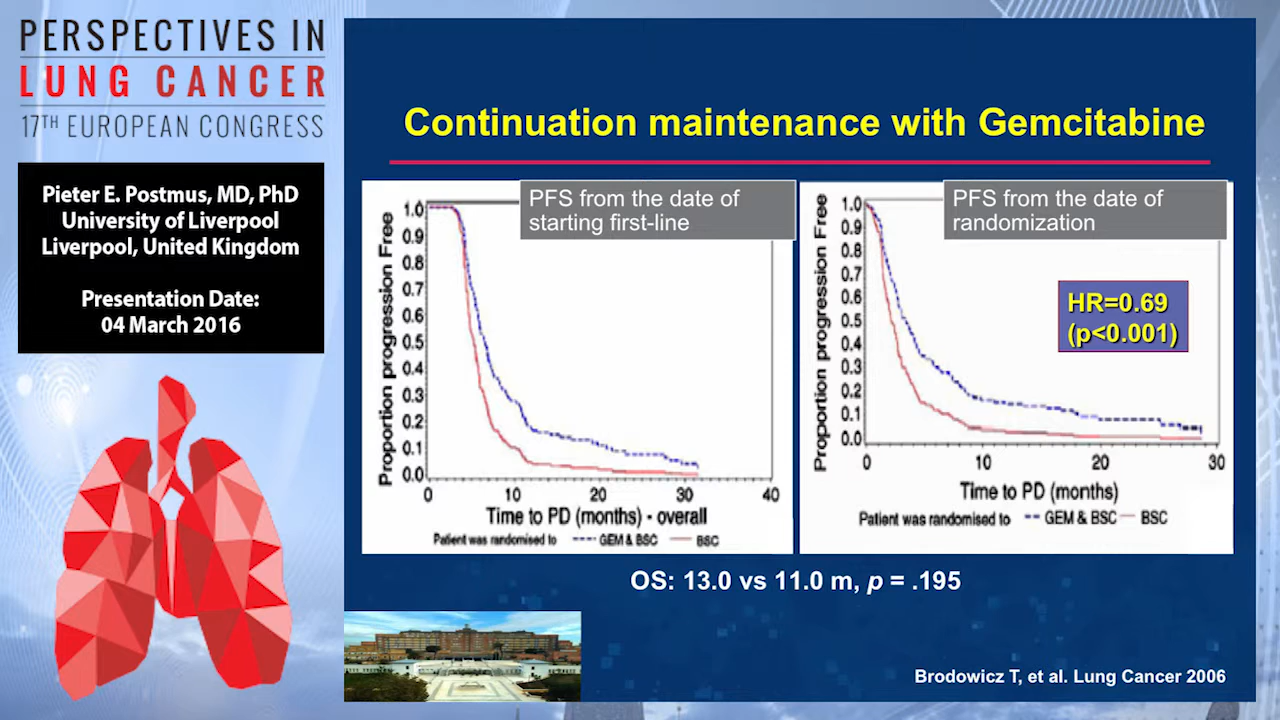 PERSPECTIVES IN
LUNG CANCER
17TH EUROPEAN CONGRESS
Pieter E. Postmus, MD, PhD
University of Liverpool
Liverpool, United Kingdom
Presentation Date:
04 March 2016
Continuation maintenance with Gemcitabine
PFS from the date of
starting first-line
Proportion progression Free
1.0
0.9
0.8
0.7
0.6
0.5
0.4
0.3
0.2
0.1
0.0
0 10 20 30 40
Time to PD (months) - overall
Patient was randomised to GEM & BSC BSC
PFS from the date of
randomization
Proportion progression Free
1.0
0.9
0.8
0.7
0.6
0.5
0.4
0.3
0.2
0.1
0.0
HR=0.69
(p<0.001)
0 10 20 30
Time to PD (months)
Patient was randomised to GEM & BSC BSC
OS: 13.0 vs 11.0 m, p = .195
Brodowicz T, et al. Lung Cancer 2006